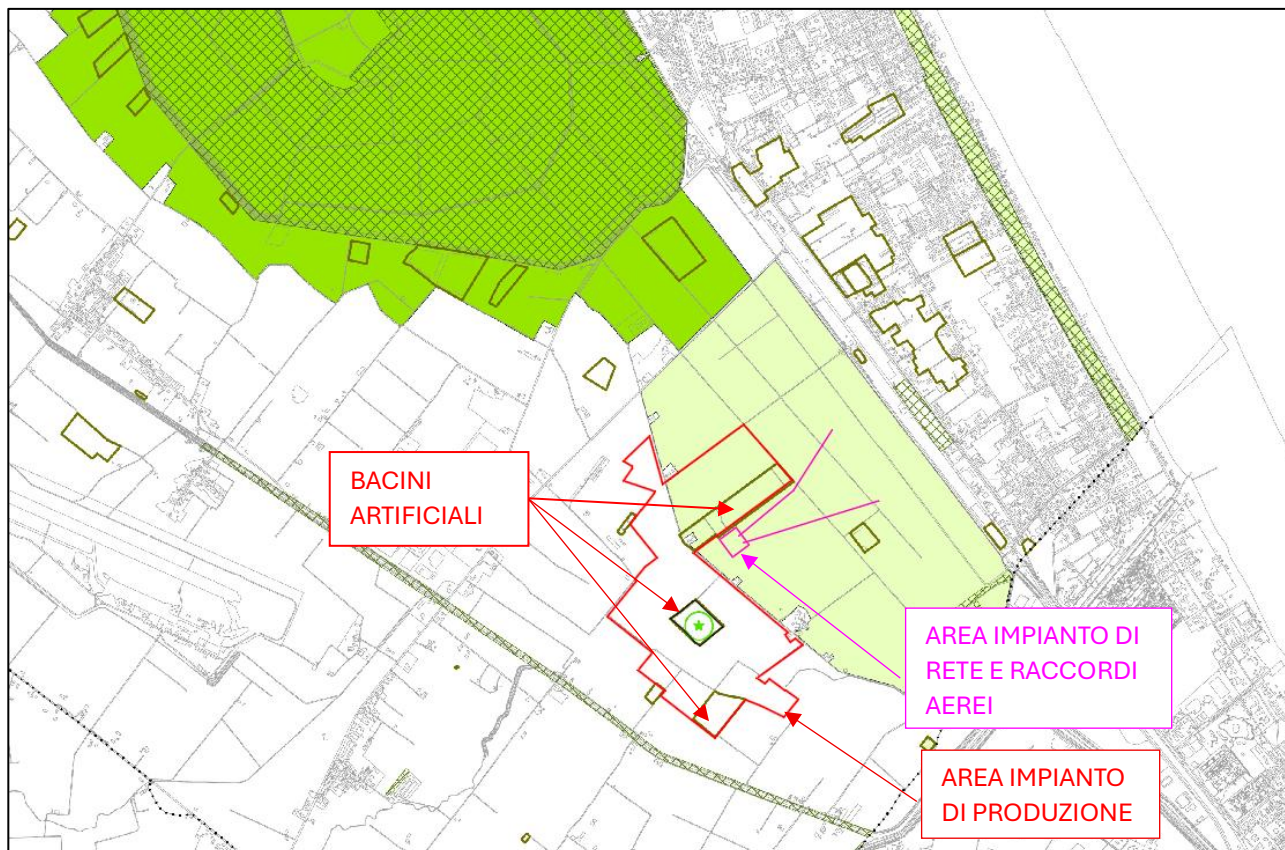 BACINI
ARTIFICIALI
AREA IMPIANTO DI
RETE E RACCORDI
AEREI
AREA IMPIANTO
DI PRODUZIONE